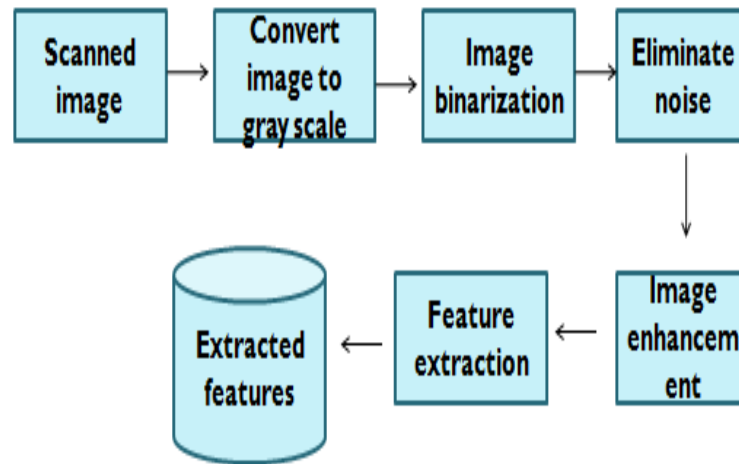 Scanned
image
Convert
image to
gray scale
Image
binarization
Eliminate
noise
Image
enhancem
ent
Feature
extraction
Extracted
features